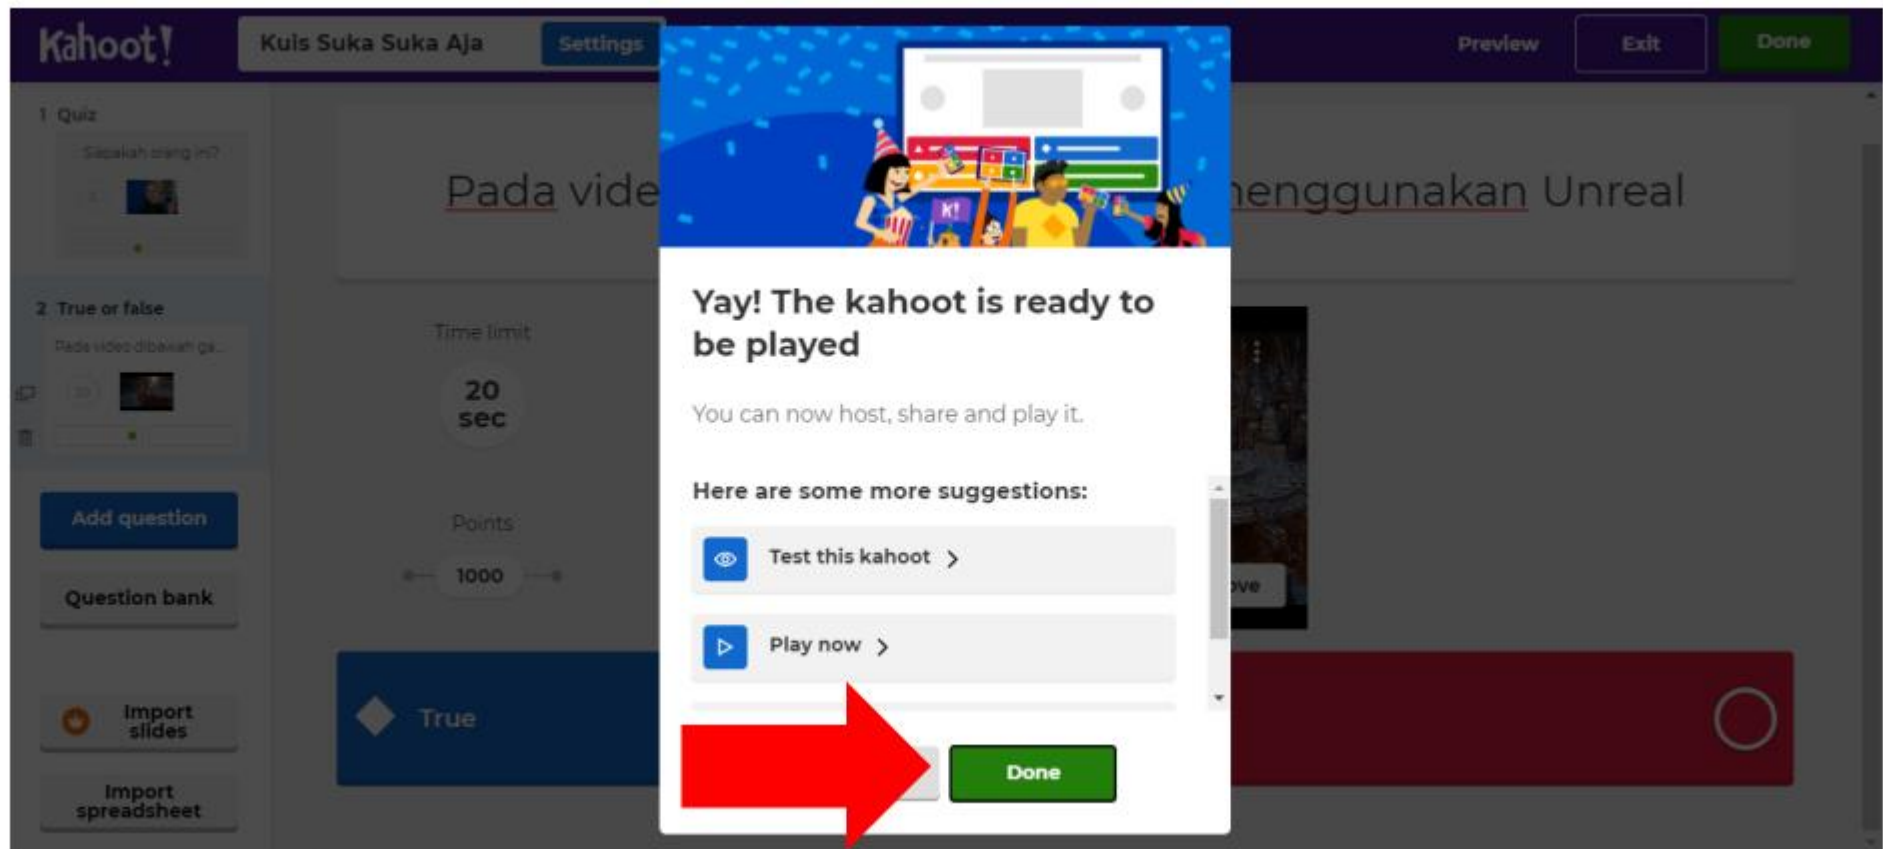 Kahoot!
Kuis Suka Suka Aja
Settings
Preview
Exit
Done
1 Quiz
Siapakah orang ini?
2 True or false
Pada video dibawah ga...
Add question
Question bank
Import
slides
Import
spreadsheet
Pada vide
nenggunakan Unreal
Time limit
20
sec
Points
1000
True
ove
K!
Yay! The kahoot is ready to
be played
You can now host, share and play it.
Here are some more suggestions:
Test this kahoot >
Play now >
Done